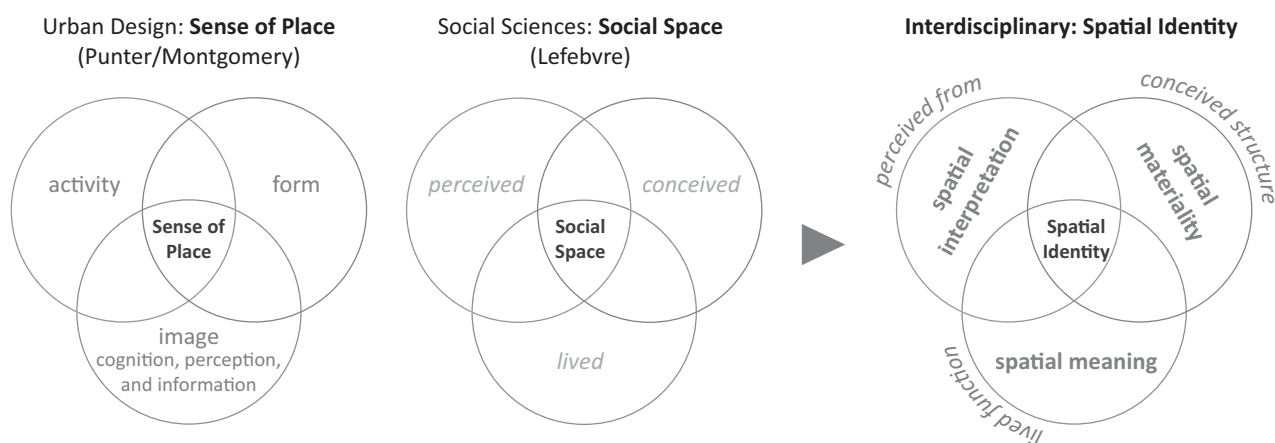 Urban Design: Sense of Place
(Punter/Montgomery)
activity
form
Sense of
Place
image
cognition, perception,
and information
Social Sciences: Social Space
(Lefebvre)
perceived
conceived
Social
Space
lived
Interdisciplinary: Spatial Identity
perceived from
spatial
interpretation
conceived structure
spatial
materiality
Spatial
Identity
spatial meaning
lived function